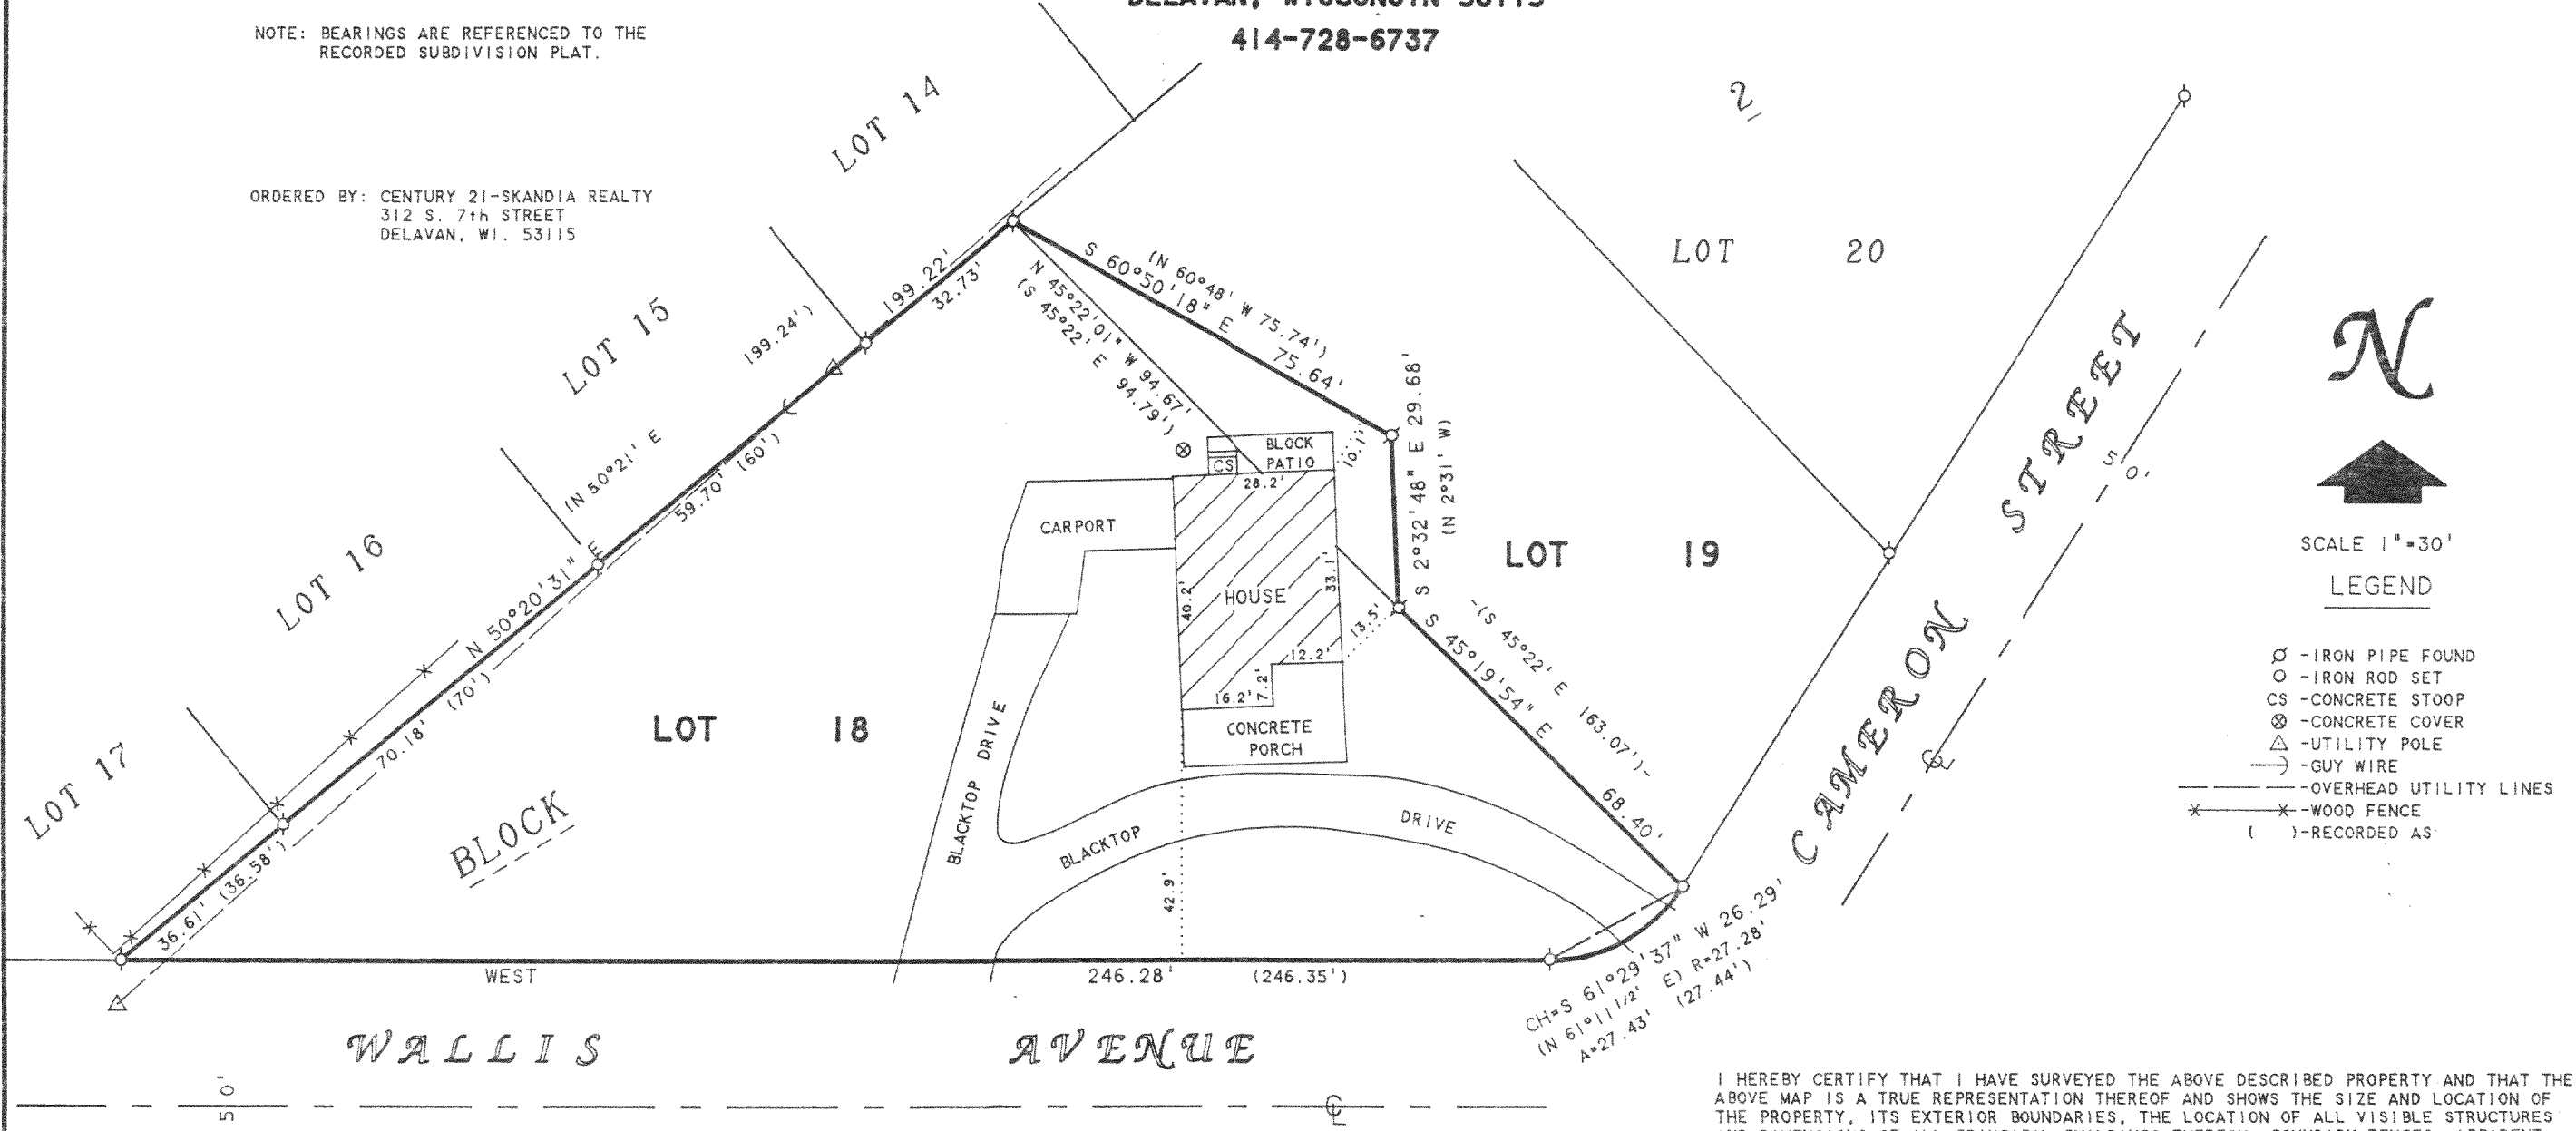 DELAVAN, WISCONSIN 53115
414-728-6737
NOTE: BEARINGS ARE REFERENCED TO THE
RECORDED SUBDIVISION PLAT.
ORDERED BY: CENTURY 21-SKANDIA REALTY
312 S. 7th STREET
DELAVAN, WI. 53115
LOT 14
LOT 15
LOT 16
LOT 17
LOT 18
BLOCK
2
LOT 20
LOT 19
199.22'
32.73'
199.24')
(N 50°21' E
59.70' (60')
N 50°20'31" E
70.18' (70')
36.61' (36.58')
(N 60°48' W 75.74')
S 60°50'18" E
75.64'
N 45°22'01" W 94.67'
(S 45°22' E 94.79')
S 2°32'48" E 29.68'
(N 2°31' W)
10.1'
BLOCK
PATIO
CS
28.2'
CARPORT
HOUSE
40.2'
33.1'
12.2'
13.5'
16.2'
7.2'
CONCRETE
PORCH
-(S 45°22' E 163.07')-
S 45°19'54" E
68.40'
BLACKTOP DRIVE
BLACKTOP DRIVE
42.9'
WEST 246.28' (246.35')
CH=S 61°29'37" W 26.29'
(N 61°11 1/2' E) R=27.28'
A=27.43' (27.44')
WALLIS AVENUE
50'
CAMERON STREET
50'
N
SCALE 1"=30'
LEGEND
-IRON PIPE FOUND
-IRON ROD SET
CS -CONCRETE STOOP
-CONCRETE COVER
-UTILITY POLE
-GUY WIRE
-OVERHEAD UTILITY LINES
-WOOD FENCE
( )-RECORDED AS
I HEREBY CERTIFY THAT I HAVE SURVEYED THE ABOVE DESCRIBED PROPERTY AND THAT THE
ABOVE MAP IS A TRUE REPRESENTATION THEREOF AND SHOWS THE SIZE AND LOCATION OF
THE PROPERTY, ITS EXTERIOR BOUNDARIES, THE LOCATION OF ALL VISIBLE STRUCTURES